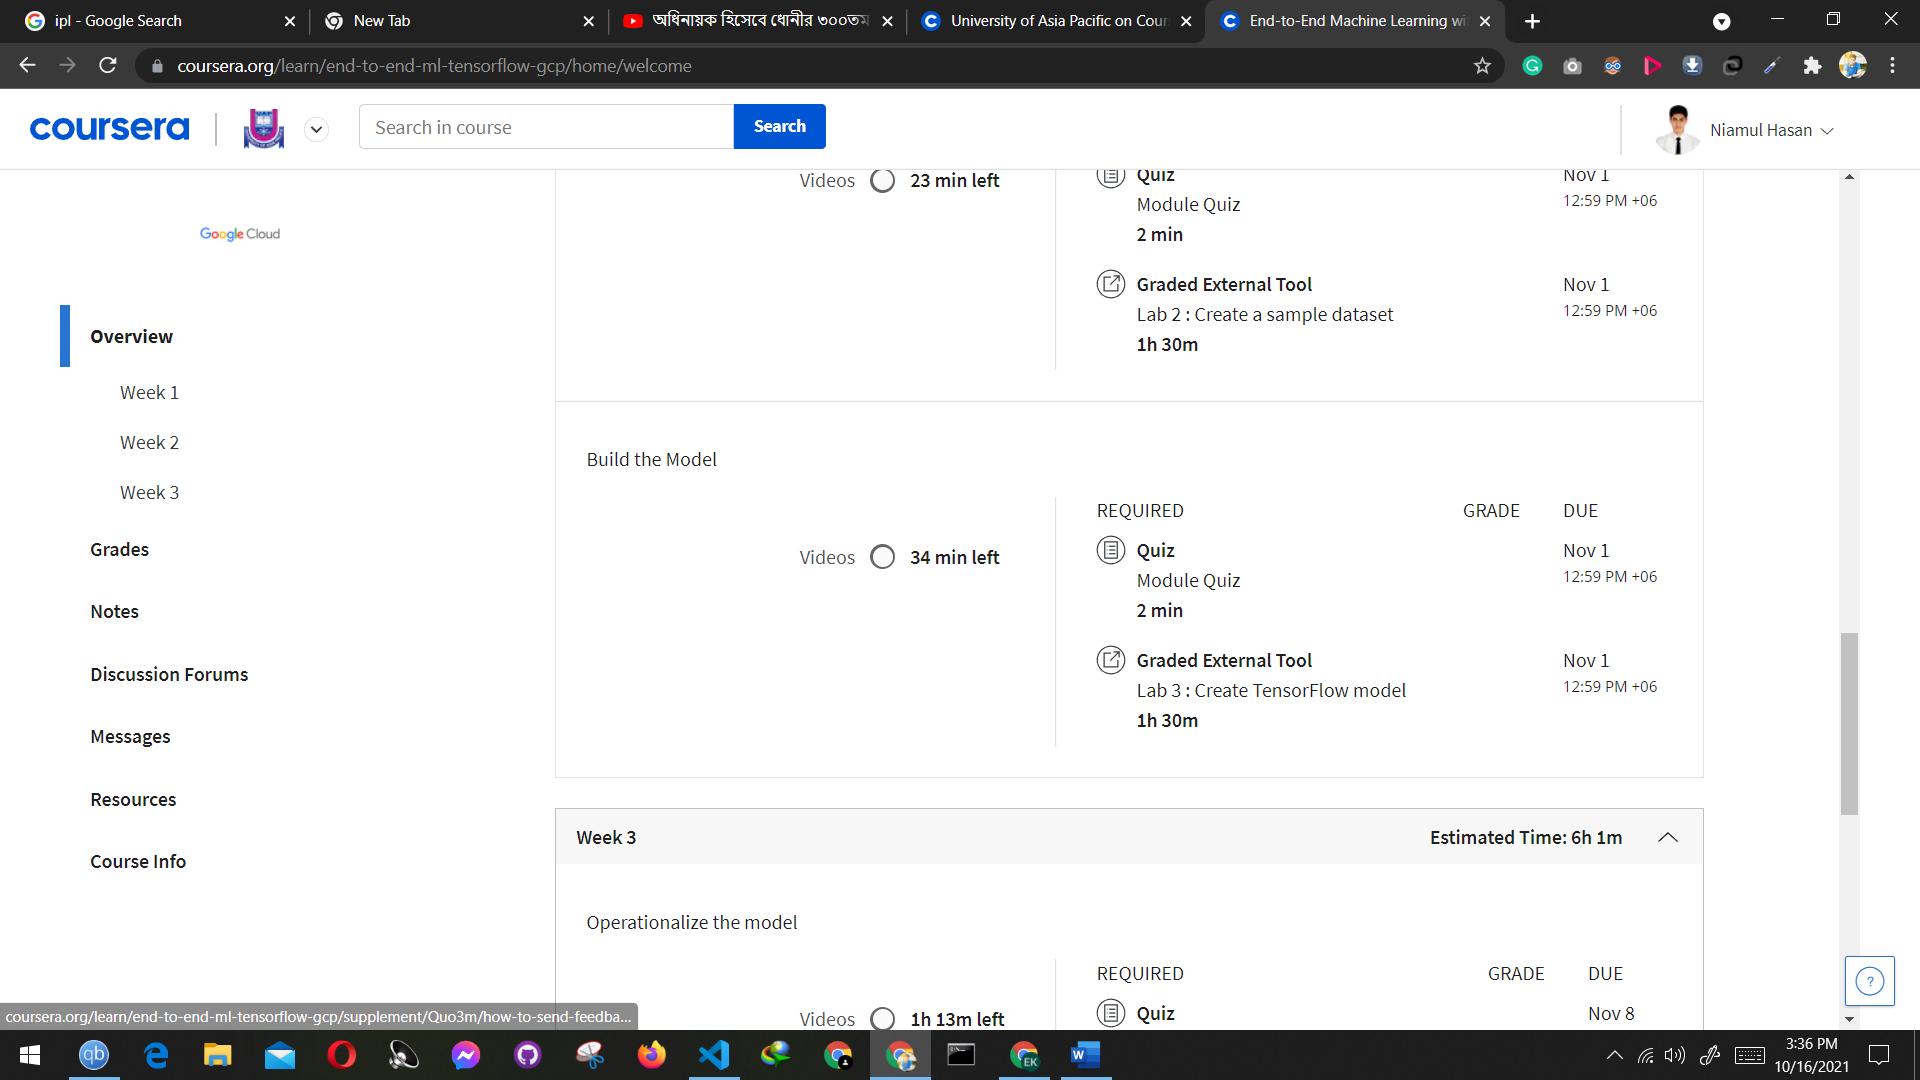 ipl - Google Search
New Tab
অধিনায়ক হিসেবে ধোনীর ৩০০তম
University of Asia Pacific on Cour
End-to-End Machine Learning wi
coursera.org/learn/end-to-end-ml-tensorflow-gcp/home/welcome
coursera
Search in course
Search
Niamul Hasan
Google Cloud
Overview
Week 1
Week 2
Week 3
Grades
Notes
Discussion Forums
Messages
Resources
Course Info
Videos 23 min left
Quiz
Module Quiz
2 min
Nov 1
12:59 PM +06
Graded External Tool
Lab 2 : Create a sample dataset
1h 30m
Nov 1
12:59 PM +06
Build the Model
REQUIRED GRADE DUE
Videos 34 min left
Quiz
Module Quiz
2 min
Nov 1
12:59 PM +06
Graded External Tool
Lab 3 : Create TensorFlow model
1h 30m
Nov 1
12:59 PM +06
Week 3 Estimated Time: 6h 1m
Operationalize the model
REQUIRED GRADE DUE
Videos 1h 13m left
Quiz
Nov 8
?
coursera.org/learn/end-to-end-ml-tensorflow-gcp/supplement/Quo3m/how-to-send-feedba...
qb
EK
3:36 PM
10/16/2021